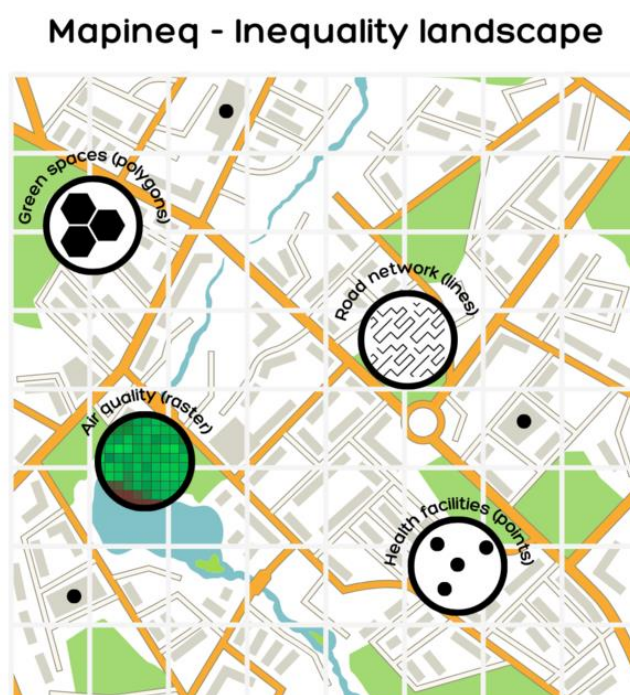 Mapineq - Inequality landscape
Green spaces (polygons)
Road network (lines)
Air quality (raster)
Health facilities (points)